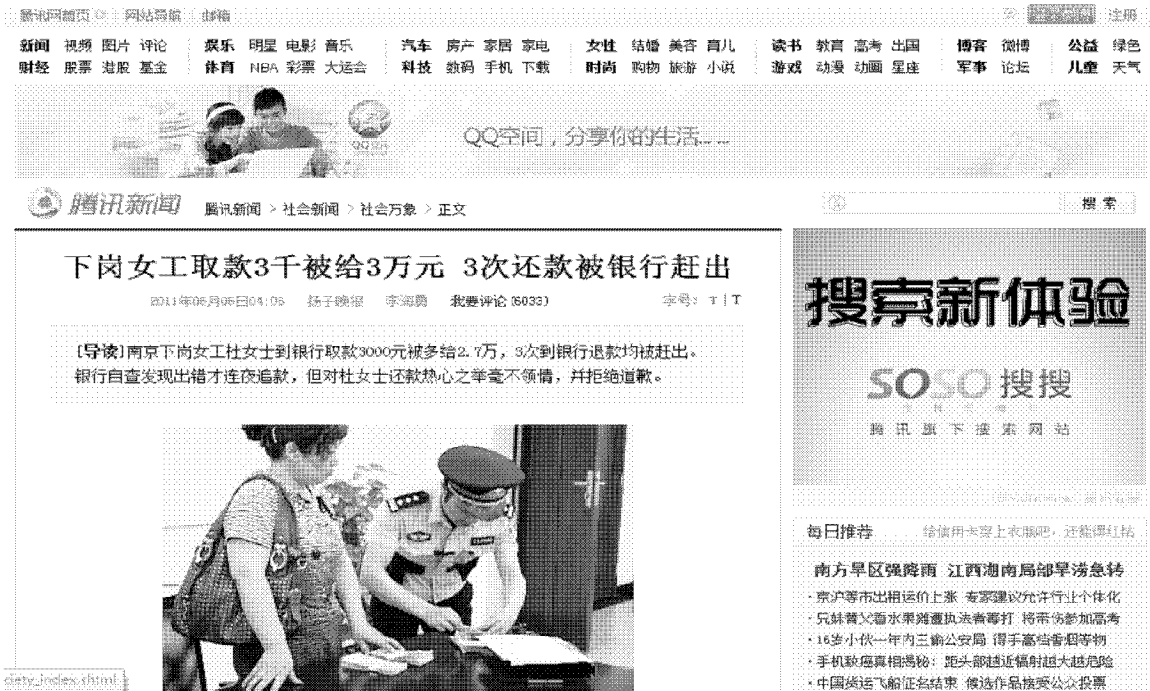 腾讯网首页 网站导航 邮箱
注册
新闻 视频 图片 评论 娱乐 明星 电影 音乐 汽车 房产 家居 家电 女性 结婚 美容 育儿 读书 教育 高考 出国 博客 微博 公益 绿色
财经 股票 港股 基金 体育 NBA 彩票 大运会 科技 数码 手机 下载 时尚 购物 旅游 小说 游戏 动漫 动画 星座 军事 论坛 儿童 天气
QQ空间，分享你的生活……
腾讯新闻 腾讯新闻 > 社会新闻 > 社会万象 > 正文
搜索
下岗女工取款3千被给3万元 3次还款被银行赶出
扬子晚报 我要评论(6033) 字号：T|T
[导读]南京下岗女工杜女士到银行取款3000元被多给2.7万，3次到银行退款均被赶出。
银行自查发现出错才连夜追款，但对杜女士还款热心之举毫不领情，并拒绝道歉。
搜索新体验
SOSO 搜搜
腾讯旗下搜索网站
每日推荐 给信用卡穿上衣服吧，还能得红钻
南方旱区强降雨 江西湖南局部旱涝急转
·京沪等市出租运价上涨 专家建议允许行业个体化
·兄妹替父看水果摊遭执法者毒打 将带伤参加高考
·16岁小伙一年内三偷公安局 得手高档香烟等物
·手机致癌真相揭秘：距头部越近辐射越大越危险
·中国货运飞船征名结束 候选作品接受公众投票
ciety_index.shtml